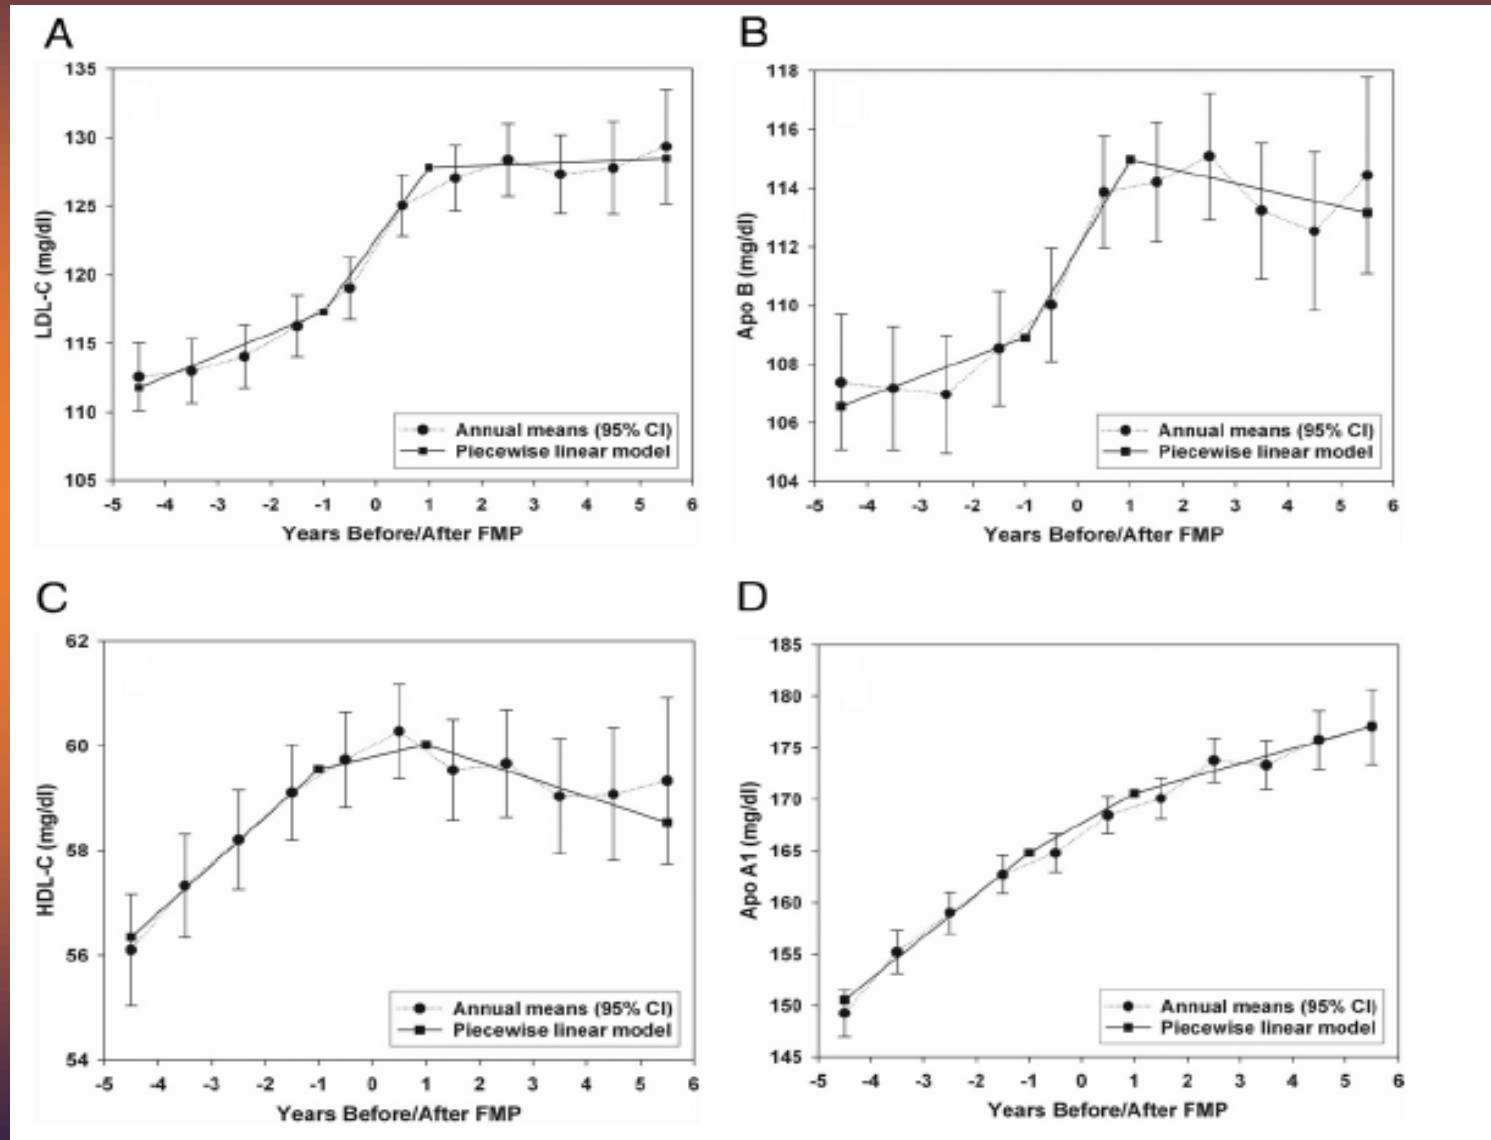 A
135
130
125
120
115
110
105
LDL-C (mg/dl)
-5 -4 -3 -2 -1 0 1 2 3 4 5 6
Years Before/After FMP
Annual means (95% CI)
Piecewise linear model
B
118
116
114
112
110
108
106
104
Apo B (mg/dl)
-5 -4 -3 -2 -1 0 1 2 3 4 5 6
Years Before/After FMP
Annual means (95% CI)
Piecewise linear model
C
62
60
58
56
54
HDL-C (mg/dl)
-5 -4 -3 -2 -1 0 1 2 3 4 5 6
Years Before/After FMP
Annual means (95% CI)
Piecewise linear model
D
185
180
175
170
165
160
155
150
145
Apo A1 (mg/dl)
-5 -4 -3 -2 -1 0 1 2 3 4 5 6
Years Before/After FMP
Annual means (95% CI)
Piecewise linear model